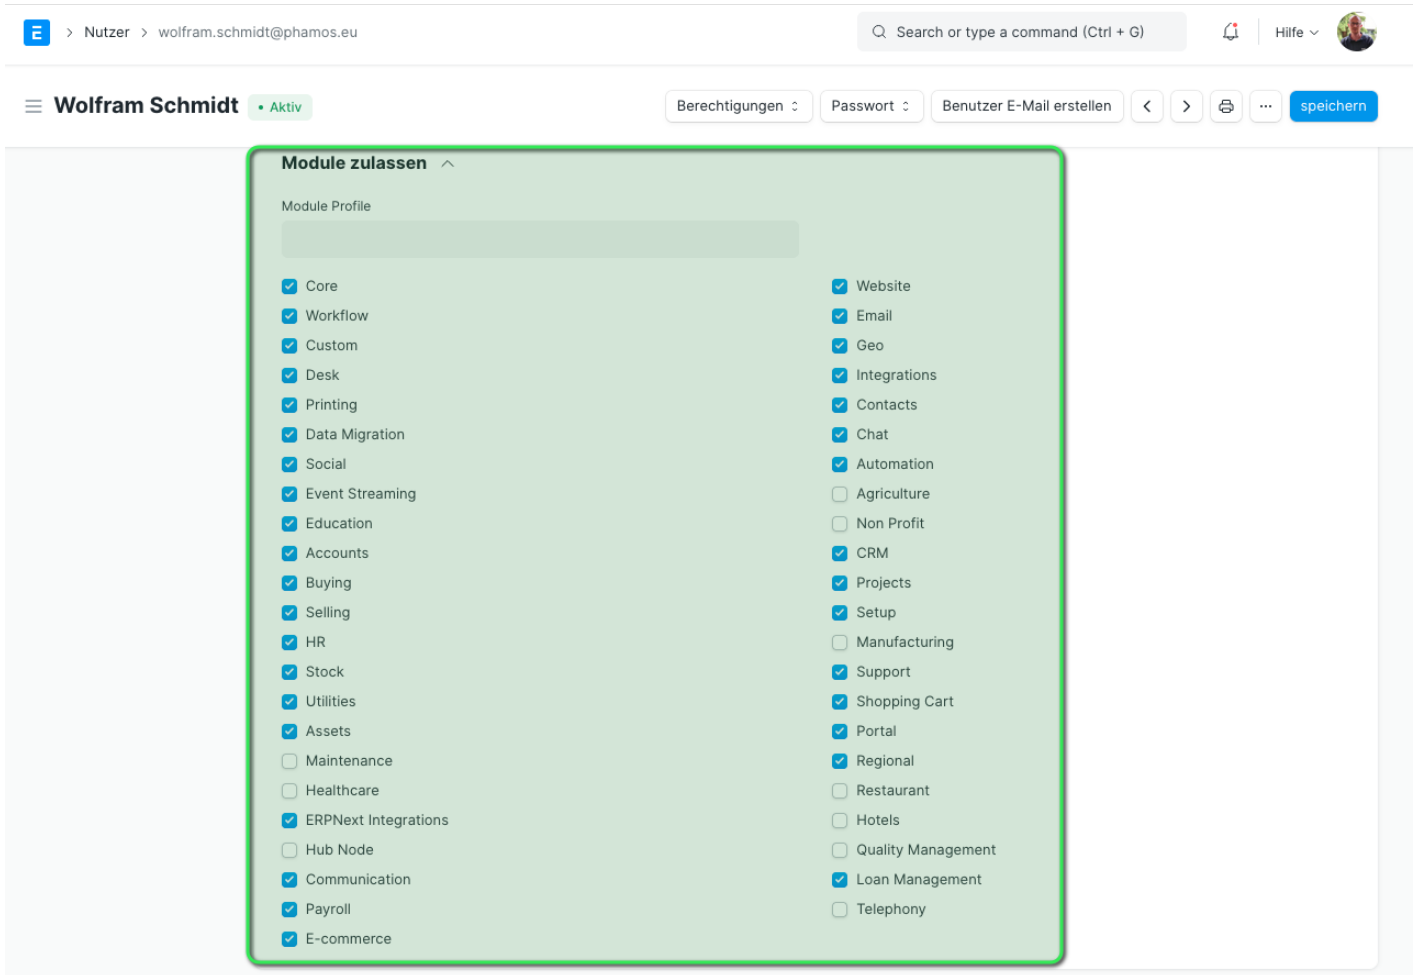 E > Nutzer > wolfram.schmidt@phamos.eu Search or type a command (Ctrl + G) Hilfe
Wolfram Schmidt • Aktiv Berechtigungen Passwort Benutzer E-Mail erstellen < > ... speichern
Module zulassen
Module Profile
Core
Workflow
Custom
Desk
Printing
Data Migration
Social
Event Streaming
Education
Accounts
Buying
Selling
HR
Stock
Utilities
Assets
Maintenance
Healthcare
ERPNext Integrations
Hub Node
Communication
Payroll
E-commerce
Website
Email
Geo
Integrations
Contacts
Chat
Automation
Agriculture
Non Profit
CRM
Projects
Setup
Manufacturing
Support
Shopping Cart
Portal
Regional
Restaurant
Hotels
Quality Management
Loan Management
Telephony